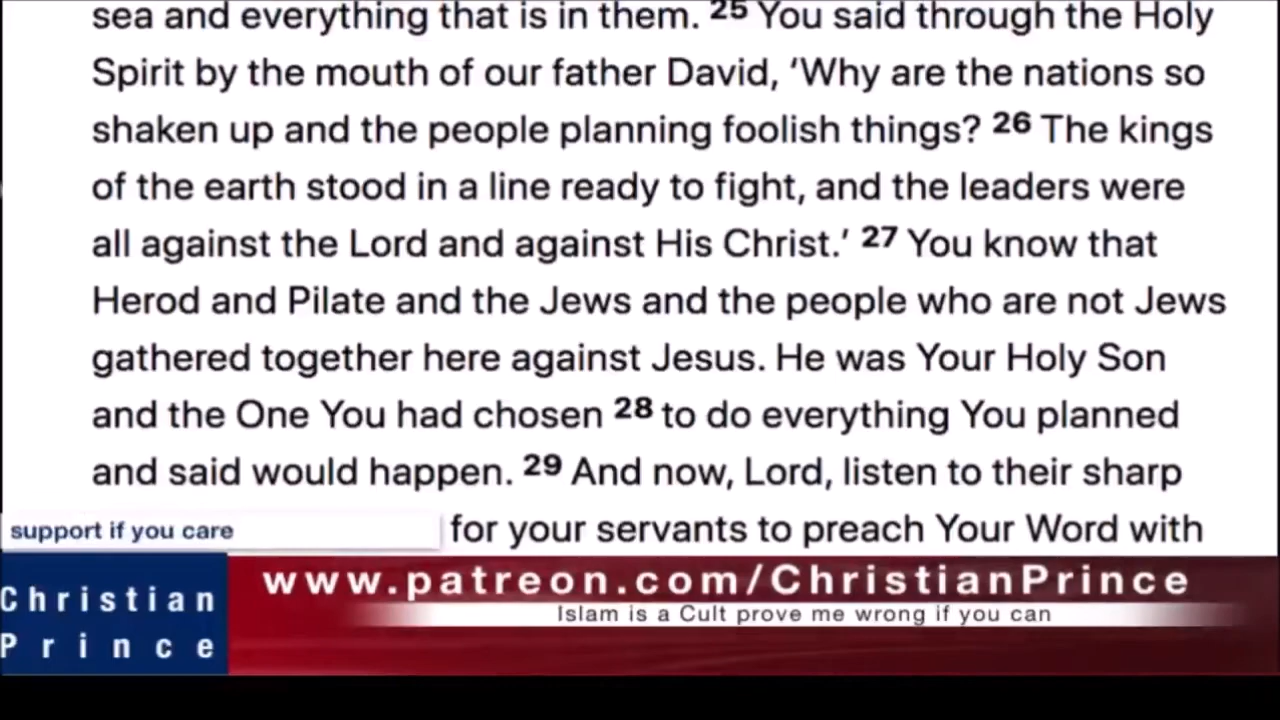 sea and everything that is in them. 25 You said through the Holy
Spirit by the mouth of our father David, ‘Why are the nations so
shaken up and the people planning foolish things? 26 The kings
of the earth stood in a line ready to fight, and the leaders were
all against the Lord and against His Christ.’ 27 You know that
Herod and Pilate and the Jews and the people who are not Jews
gathered together here against Jesus. He was Your Holy Son
and the One You had chosen 28 to do everything You planned
and said would happen. 29 And now, Lord, listen to their sharp
for your servants to preach Your Word with
support if you care
Christian
Prince
www.patreon.com/ChristianPrince
Islam is a Cult prove me wrong if you can